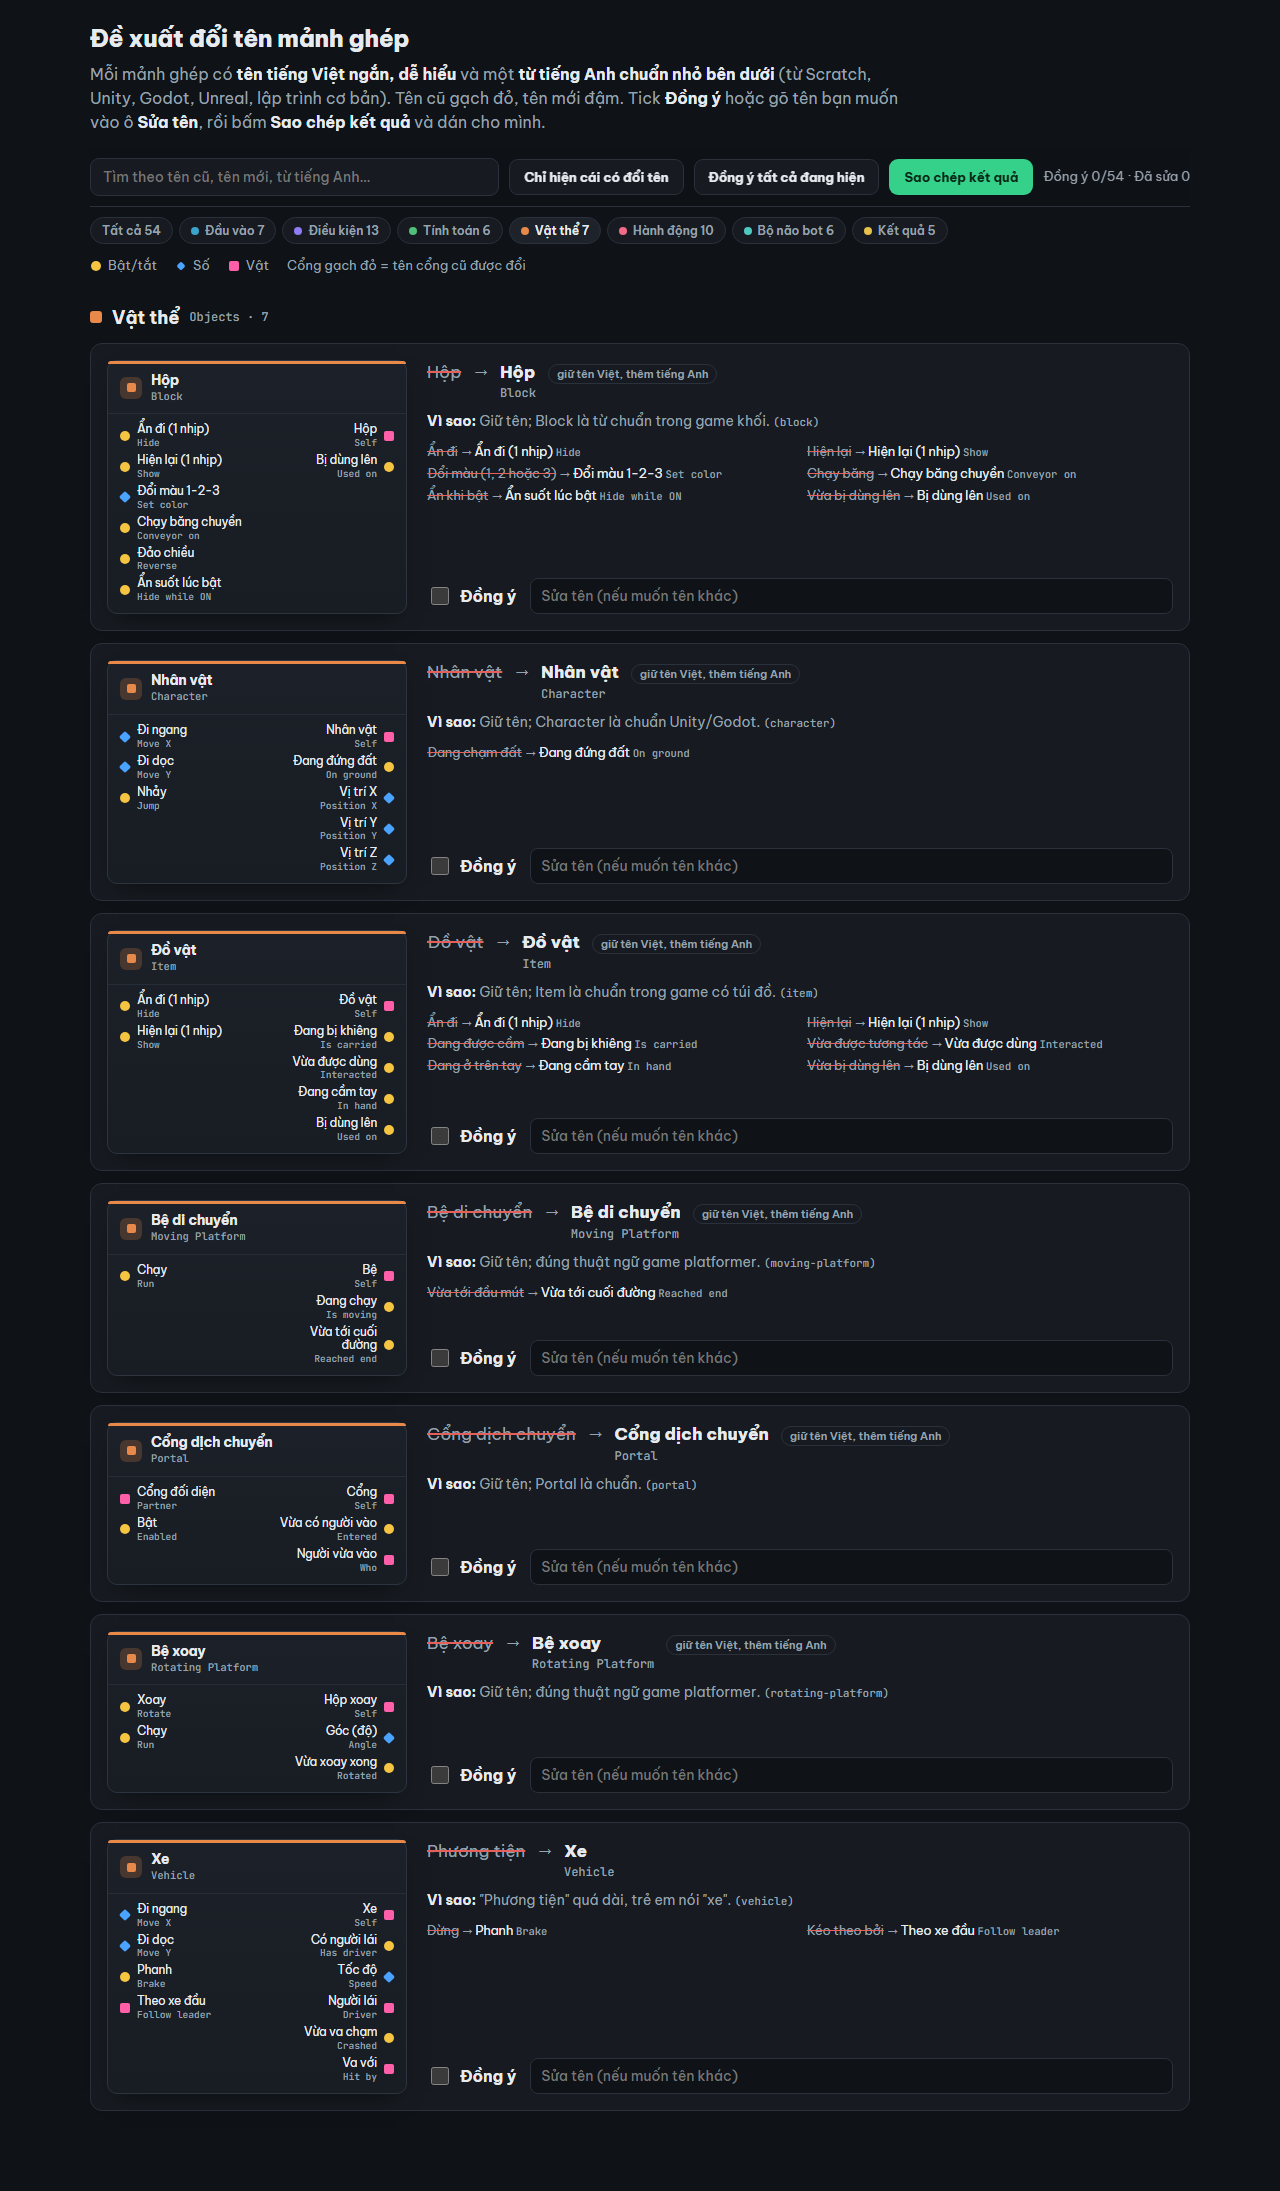 Đề xuất đổi tên mảnh ghép
Mỗi mảnh ghép có tên tiếng Việt ngắn, dễ hiểu và một từ tiếng Anh chuẩn nhỏ bên dưới (từ Scratch,
Unity, Godot, Unreal, lập trình cơ bản). Tên cũ gạch đỏ, tên mới đậm. Tick Đồng ý hoặc gõ tên bạn muốn
vào ô Sửa tên, rồi bấm Sao chép kết quả và dán cho mình.
Tìm theo tên cũ, tên mới, từ tiếng Anh... Chỉ hiện cái có đổi tên Đồng ý tất cả đang hiện Sao chép kết quả Đồng ý 0/54 · Đã sửa 0
Tất cả 54 Đầu vào 7 Điều kiện 13 Tính toán 6 Vật thể 7 Hành động 10 Bộ não bot 6 Kết quả 5
Bật/tắt Số Vật Cổng gạch đỏ = tên cổng cũ được đổi
Vật thể Objects · 7
Hộp
Block
Ẩn đi (1 nhịp) Hộp
Hide Self
Hiện lại (1 nhịp) Bị dùng lên
Show Used on
Đổi màu 1-2-3
Set color
Chạy băng chuyền
Conveyor on
Đảo chiều
Reverse
Ẩn suốt lúc bật
Hide while ON
Hộp → Hộp giữ tên Việt, thêm tiếng Anh
Block
Vì sao: Giữ tên; Block là từ chuẩn trong game khối. (block)
Ẩn đi → Ẩn đi (1 nhịp) Hide Hiện lại → Hiện lại (1 nhịp) Show
Đổi màu (1, 2 hoặc 3) → Đổi màu 1-2-3 Set color Chạy băng → Chạy băng chuyền Conveyor on
Ẩn khi bật → Ẩn suốt lúc bật Hide while ON Vừa bị dùng lên → Bị dùng lên Used on
Đồng ý Sửa tên (nếu muốn tên khác)
Nhân vật
Character
Đi ngang Nhân vật
Move X Self
Đi dọc Đang đứng đất
Move Y On ground
Nhảy Vị trí X
Jump Position X
Vị trí Y
Position Y
Vị trí Z
Position Z
Nhân vật → Nhân vật giữ tên Việt, thêm tiếng Anh
Character
Vì sao: Giữ tên; Character là chuẩn Unity/Godot. (character)
Đang chạm đất → Đang đứng đất On ground
Đồng ý Sửa tên (nếu muốn tên khác)
Đồ vật
Item
Ẩn đi (1 nhịp) Đồ vật
Hide Self
Hiện lại (1 nhịp) Đang bị khiêng
Show Is carried
Vừa được dùng
Interacted
Đang cầm tay
In hand
Bị dùng lên
Used on
Đồ vật → Đồ vật giữ tên Việt, thêm tiếng Anh
Item
Vì sao: Giữ tên; Item là chuẩn trong game có túi đồ. (item)
Ẩn đi → Ẩn đi (1 nhịp) Hide Hiện lại → Hiện lại (1 nhịp) Show
Đang được cầm → Đang bị khiêng Is carried Vừa được tương tác → Vừa được dùng Interacted
Đang ở trên tay → Đang cầm tay In hand Vừa bị dùng lên → Bị dùng lên Used on
Đồng ý Sửa tên (nếu muốn tên khác)
Bệ di chuyển
Moving Platform
Chạy Bệ
Run Self
Đang chạy
Is moving
Vừa tới cuối
đường
Reached end
Bệ di chuyển → Bệ di chuyển giữ tên Việt, thêm tiếng Anh
Moving Platform
Vì sao: Giữ tên; đúng thuật ngữ game platformer. (moving-platform)
Vừa tới đầu mút → Vừa tới cuối đường Reached end
Đồng ý Sửa tên (nếu muốn tên khác)
Cổng dịch chuyển
Portal
Cổng đối diện Cổng
Partner Self
Bật Vừa có người vào
Enabled Entered
Người vừa vào
Who
Cổng dịch chuyển → Cổng dịch chuyển giữ tên Việt, thêm tiếng Anh
Portal
Vì sao: Giữ tên; Portal là chuẩn. (portal)
Đồng ý Sửa tên (nếu muốn tên khác)
Bệ xoay
Rotating Platform
Xoay Hộp xoay
Rotate Self
Chạy Góc (độ)
Run Angle
Vừa xoay xong
Rotated
Bệ xoay → Bệ xoay giữ tên Việt, thêm tiếng Anh
Rotating Platform
Vì sao: Giữ tên; đúng thuật ngữ game platformer. (rotating-platform)
Đồng ý Sửa tên (nếu muốn tên khác)
Xe
Vehicle
Đi ngang Xe
Move X Self
Đi dọc Có người lái
Move Y Has driver
Phanh Tốc độ
Brake Speed
Theo xe đầu Người lái
Follow leader Driver
Vừa va chạm
Crashed
Va với
Hit by
Phương tiện → Xe
Vehicle
Vì sao: "Phương tiện" quá dài, trẻ em nói "xe". (vehicle)
Dừng → Phanh Brake Kéo theo bởi → Theo xe đầu Follow leader
Đồng ý Sửa tên (nếu muốn tên khác)